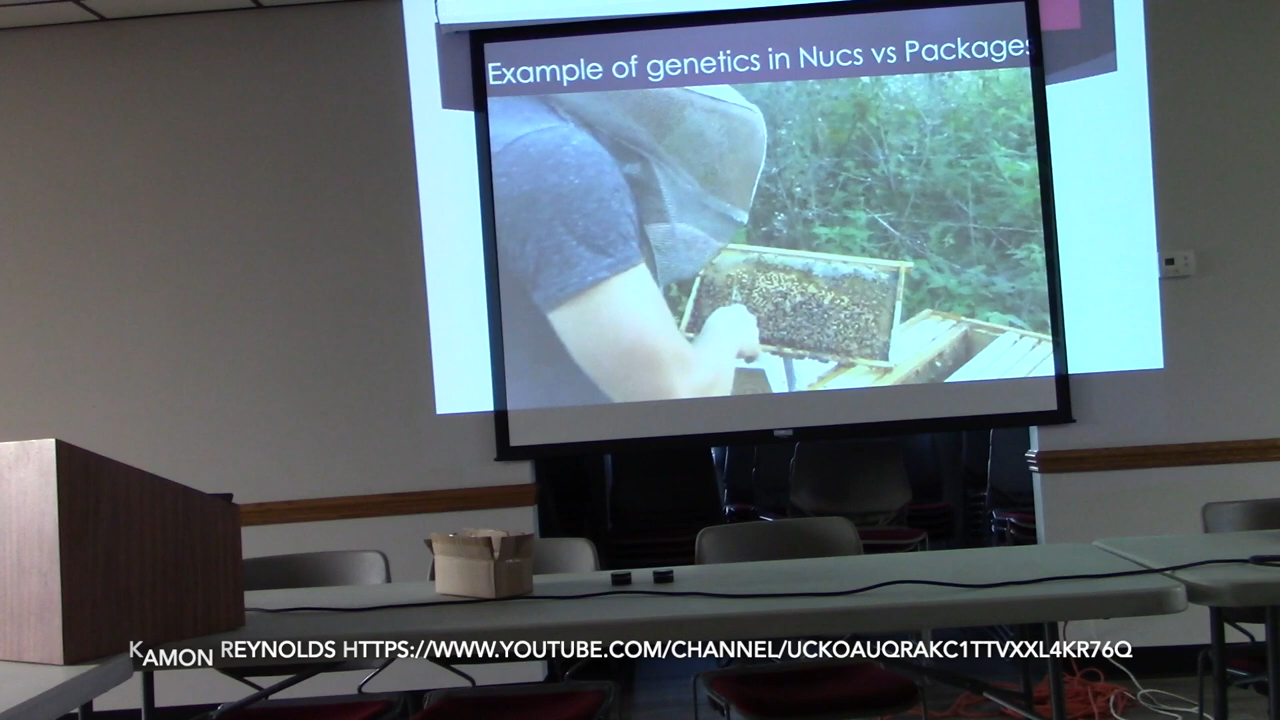 Example of genetics in Nucs vs Packages
KAMON REYNOLDS HTTPS://WWW.YOUTUBE.COM/CHANNEL/UCKOAUQRAKC1TTVXXL4KR76Q